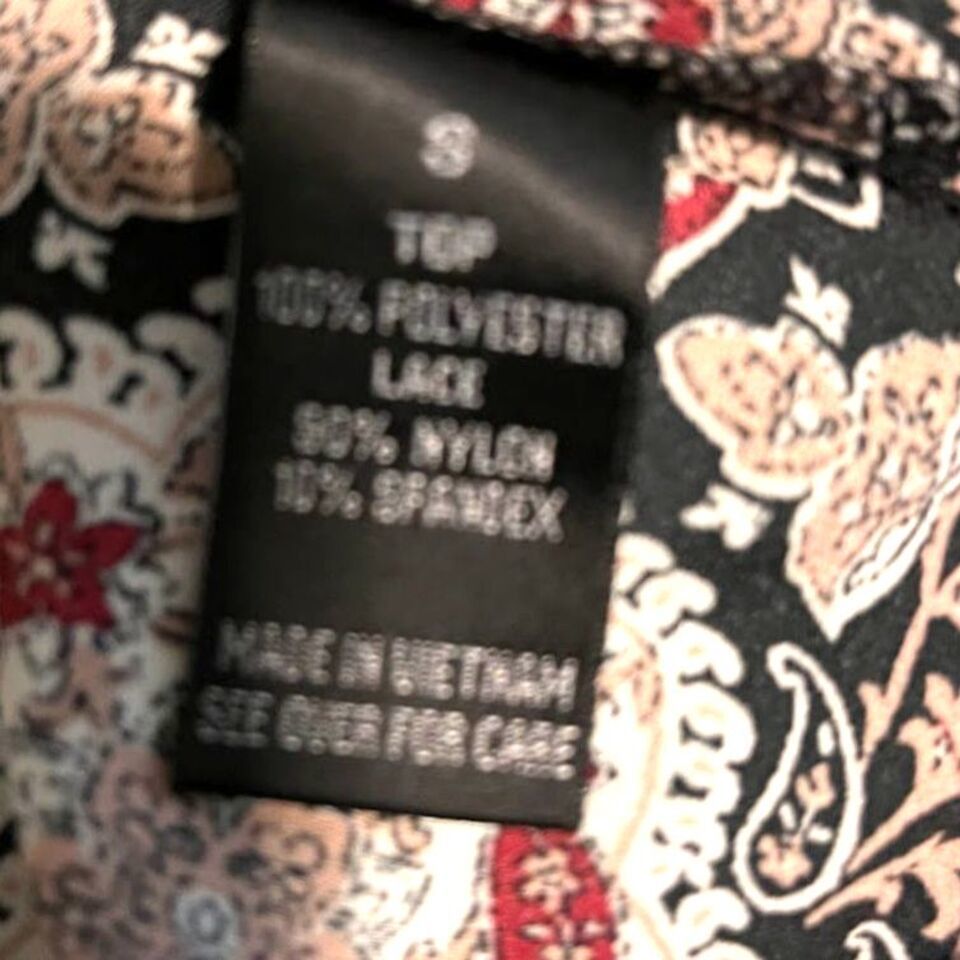 S
TOP
100% POLYESTER
LACE
90% NYLON
10% SPANDEX
MADE IN VIETNAM
SEE OVER FOR CARE